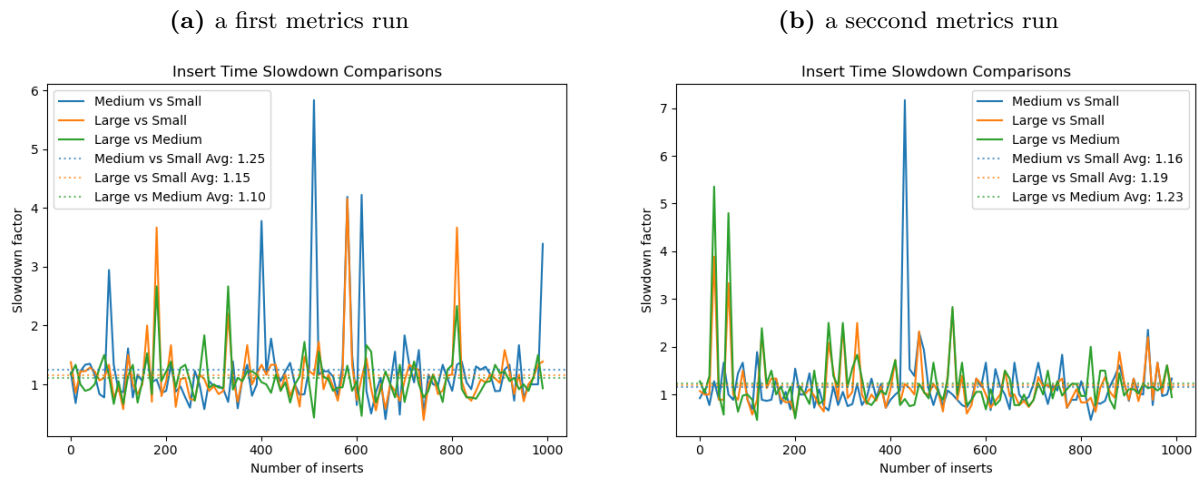 (a) a first metrics run
Insert Time Slowdown Comparisons
Medium vs Small
Large vs Small
Large vs Medium
Medium vs Small Avg: 1.25
Large vs Small Avg: 1.15
Large vs Medium Avg: 1.10
Slowdown factor
6
5
4
3
2
1
0
200
400
600
800
1000
Number of inserts
(b) a seccond metrics run
Insert Time Slowdown Comparisons
Medium vs Small
Large vs Small
Large vs Medium
Medium vs Small Avg: 1.16
Large vs Small Avg: 1.19
Large vs Medium Avg: 1.23
Slowdown factor
7
6
5
4
3
2
1
0
200
400
600
800
1000
Number of inserts